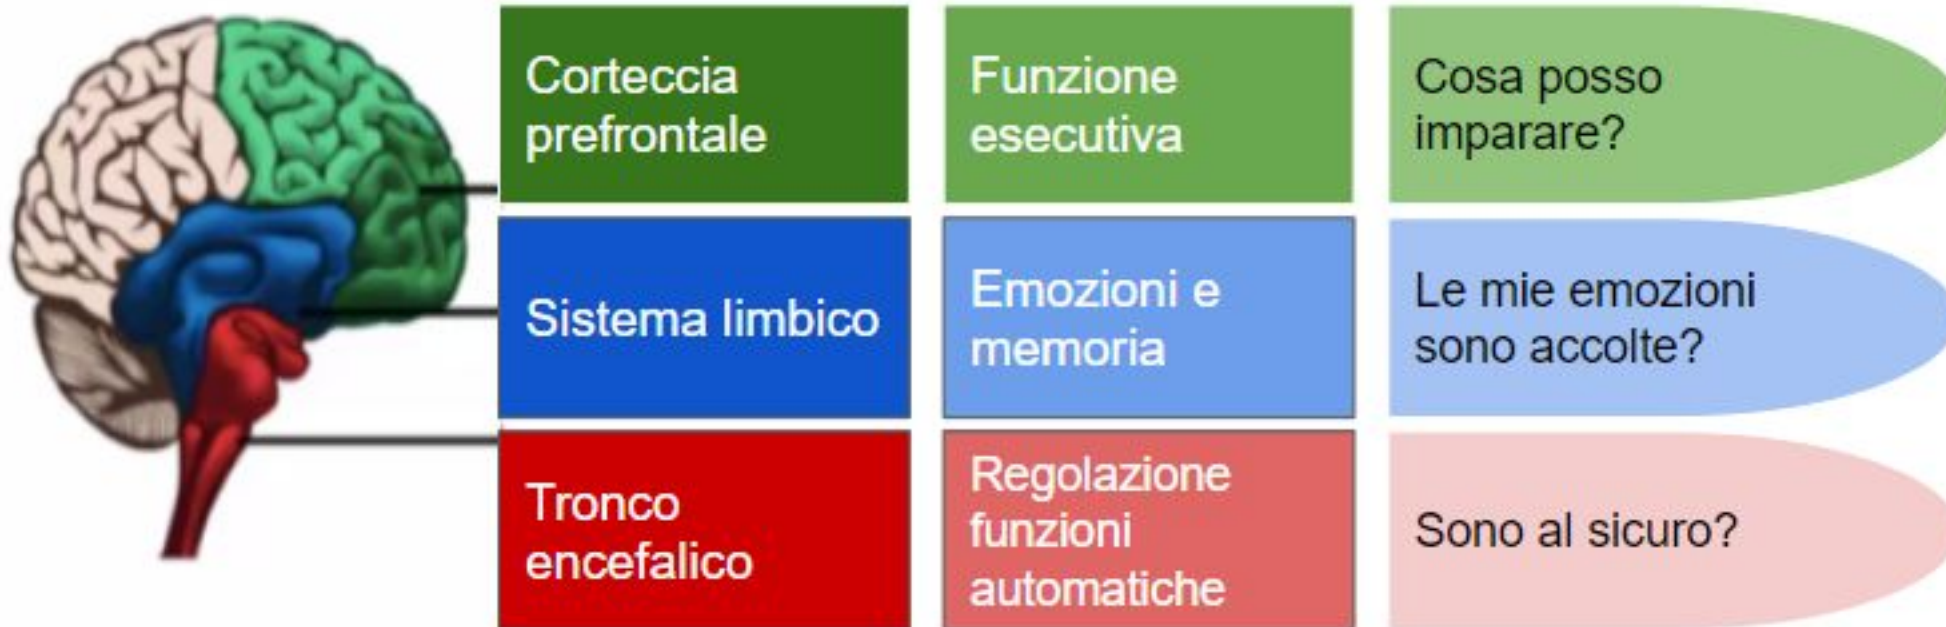 Corteccia
prefrontale
Funzione
esecutiva
Cosa posso
imparare?
Sistema limbico
Emozioni e
memoria
Le mie emozioni
sono accolte?
Tronco
encefalico
Regolazione
funzioni
automatiche
Sono al sicuro?